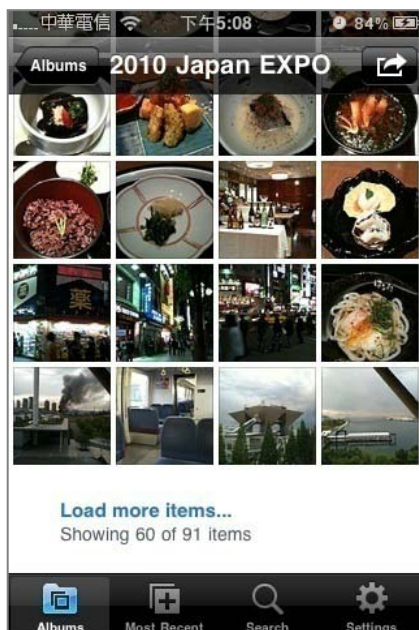 中華電信 下午5:08 84%
Albums 2010 Japan EXPO
薬
Load more items...
Showing 60 of 91 items
Albums Most Recent Search Settings